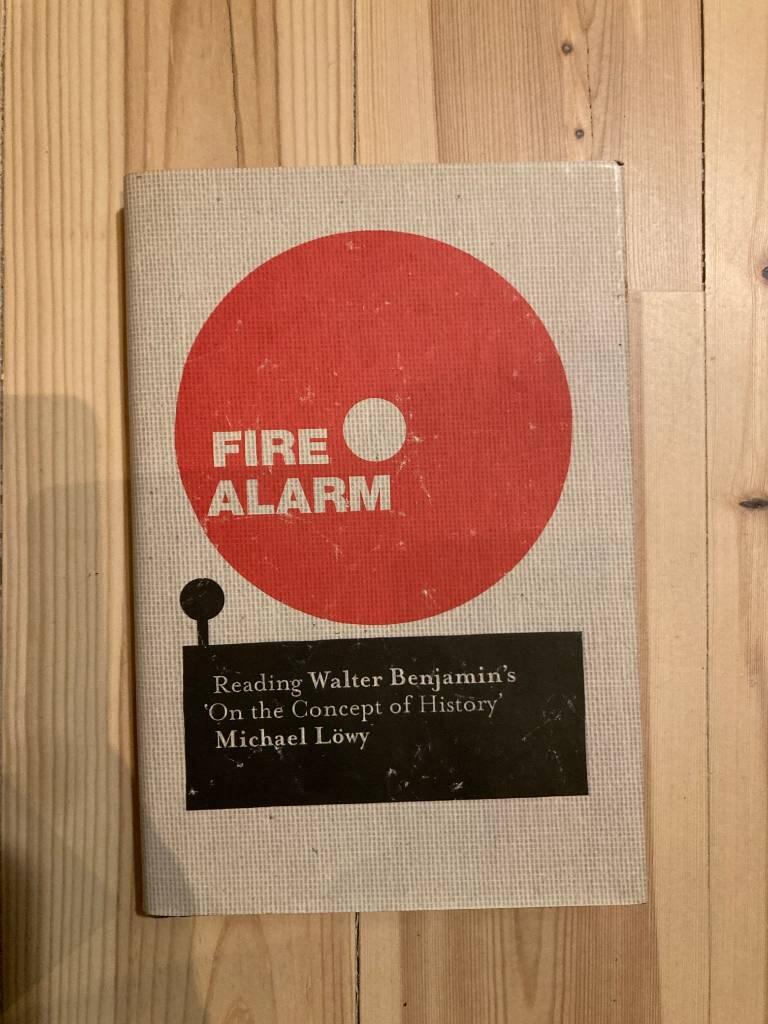 FIRE
ALARM
Reading Walter Benjamin's
'On the Concept of History'
Michael Löwy